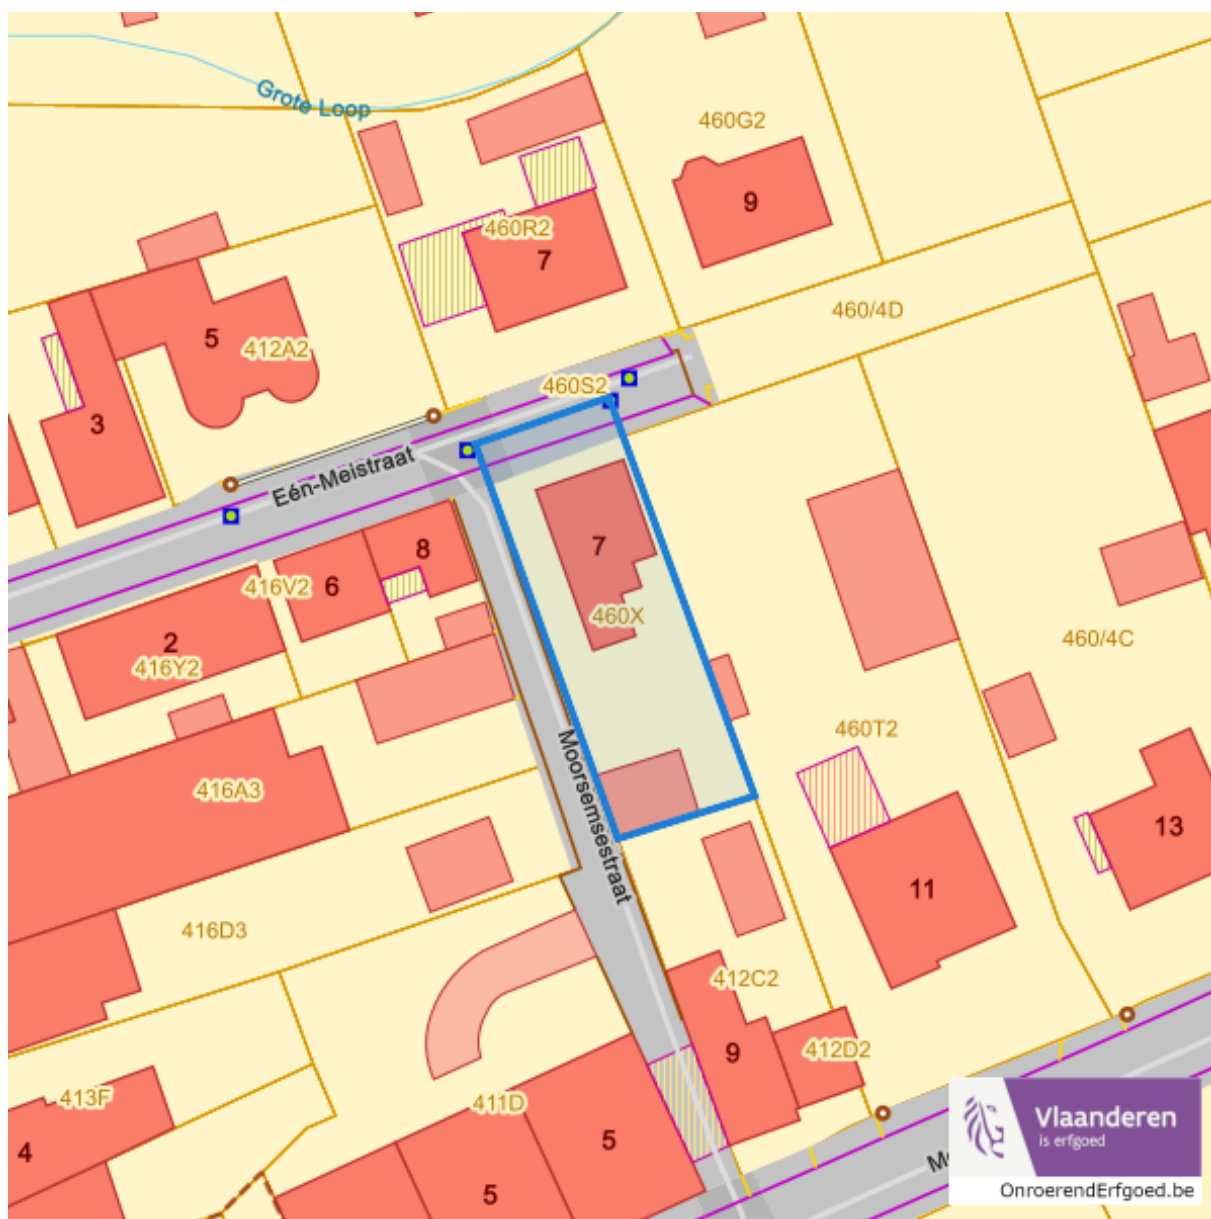 Grote Loop
460G2
9
460R2
7
460/4D
5
412A2
460S2
3
Eén-Meistraat
8
7
416V2
6
460X
2
416Y2
460/4C
460T2
Moorsemsestraat
416A3
13
11
416D3
412C2
9
412D2
413F
411D
5
4
5
Vlaanderen
is erfgoed
OnroerendErfgoed.be